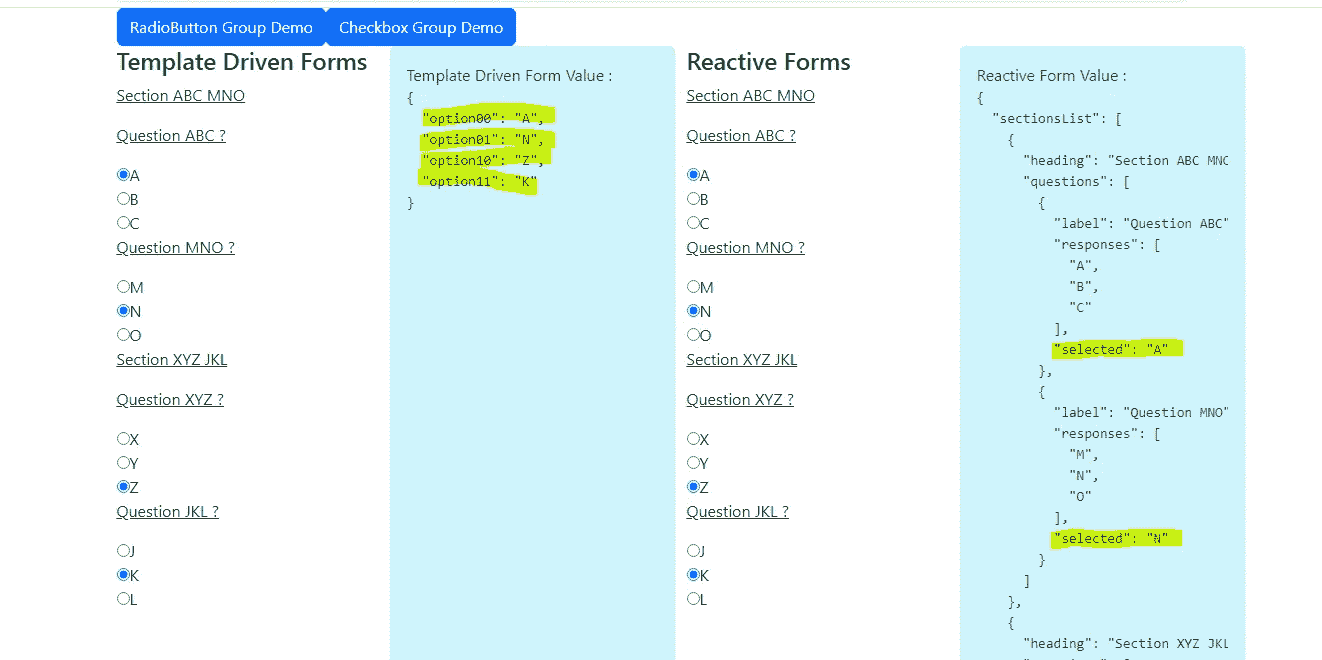 RadioButton Group Demo
Checkbox Group Demo
Template Driven Forms
Section ABC MNO
Question ABC ?
A
B
C
Question MNO ?
M
N
O
Section XYZ JKL
Question XYZ ?
X
Y
Z
Question JKL ?
J
K
L
Template Driven Form Value :
{
"option00": "A",
"option01": "N",
"option10": "Z",
"option11": "K"
}
Reactive Forms
Section ABC MNO
Question ABC ?
A
B
C
Question MNO ?
M
N
O
Section XYZ JKL
Question XYZ ?
X
Y
Z
Question JKL ?
J
K
L
Reactive Form Value :
{
"sectionsList": [
{
"heading": "Section ABC MNO
"questions": [
{
"label": "Question ABC"
"responses": [
"A",
"B",
"C"
],
"selected": "A"
},
{
"label": "Question MNO"
"responses": [
"M",
"N",
"O"
],
"selected": "N"
}
]
},
{
"heading": "Section XYZ JKL